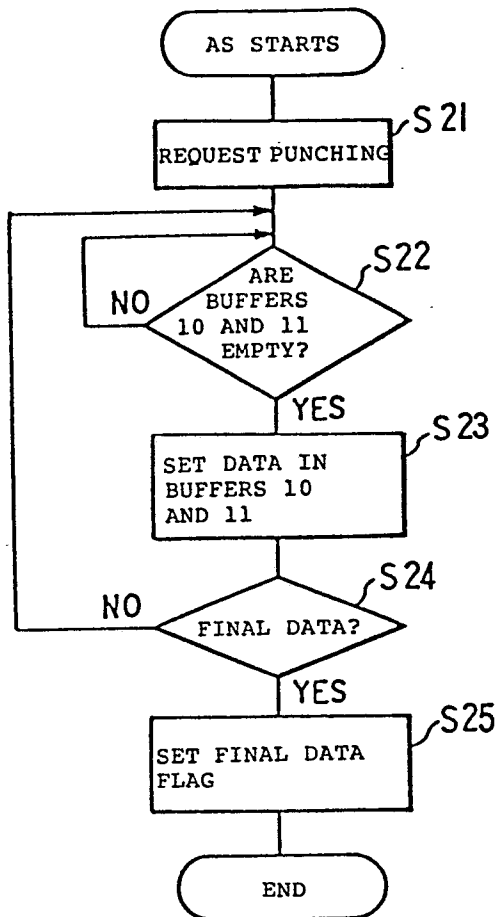 AS STARTS
S21
REQUEST PUNCHING
S22
ARE
BUFFERS
10 AND 11
EMPTY?
NO
YES
S23
SET DATA IN
BUFFERS 10
AND 11
S24
NO
FINAL DATA?
YES
S25
SET FINAL DATA
FLAG
END